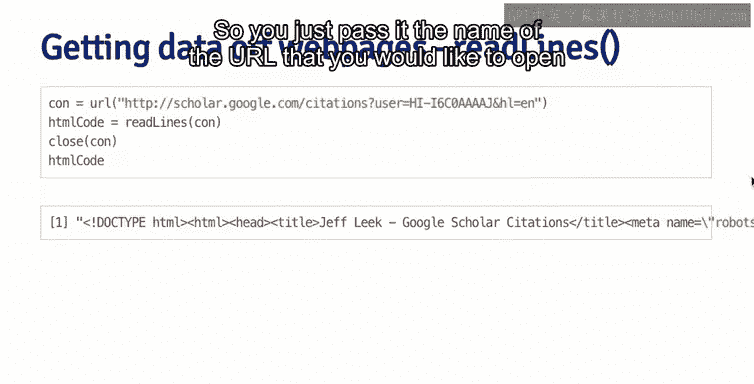 So you just pass it the name of
Getting data off webpages - readLines()
the URL that you would like to open
con = url("http://scholar.google.com/citations?user=HI-I6C0AAAAJ&hl=en")
htmlCode = readLines(con)
close(con)
htmlCode
[1] "<!DOCTYPE html><html><head><title>Jeff Leek - Google Scholar Citations</title><meta name=\"robots